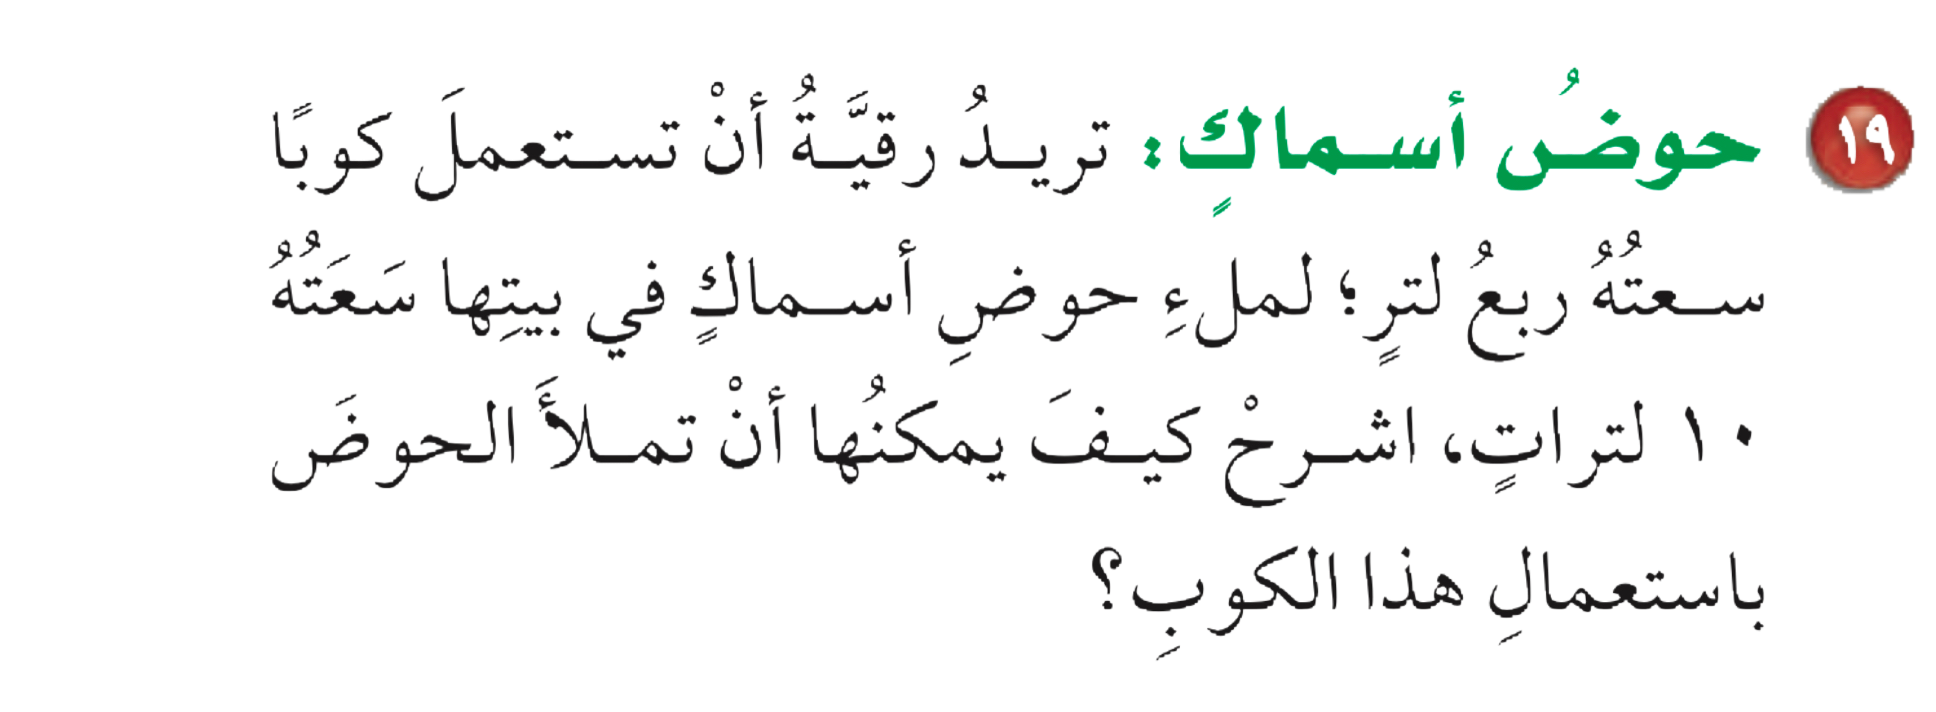 ١٩ حوضُ أسماكٍ: تريدُ رقيَّةُ أنْ تستعملَ كوبًا
سعتُهُ ربعُ لترٍ؛ لملءِ حوضِ أسماكٍ في بيتِها سَعَتُهُ
١٠ لتراتٍ، اشرحْ كيفَ يمكنُها أنْ تملأَ الحوضَ
باستعمالِ هذا الكوبِ؟